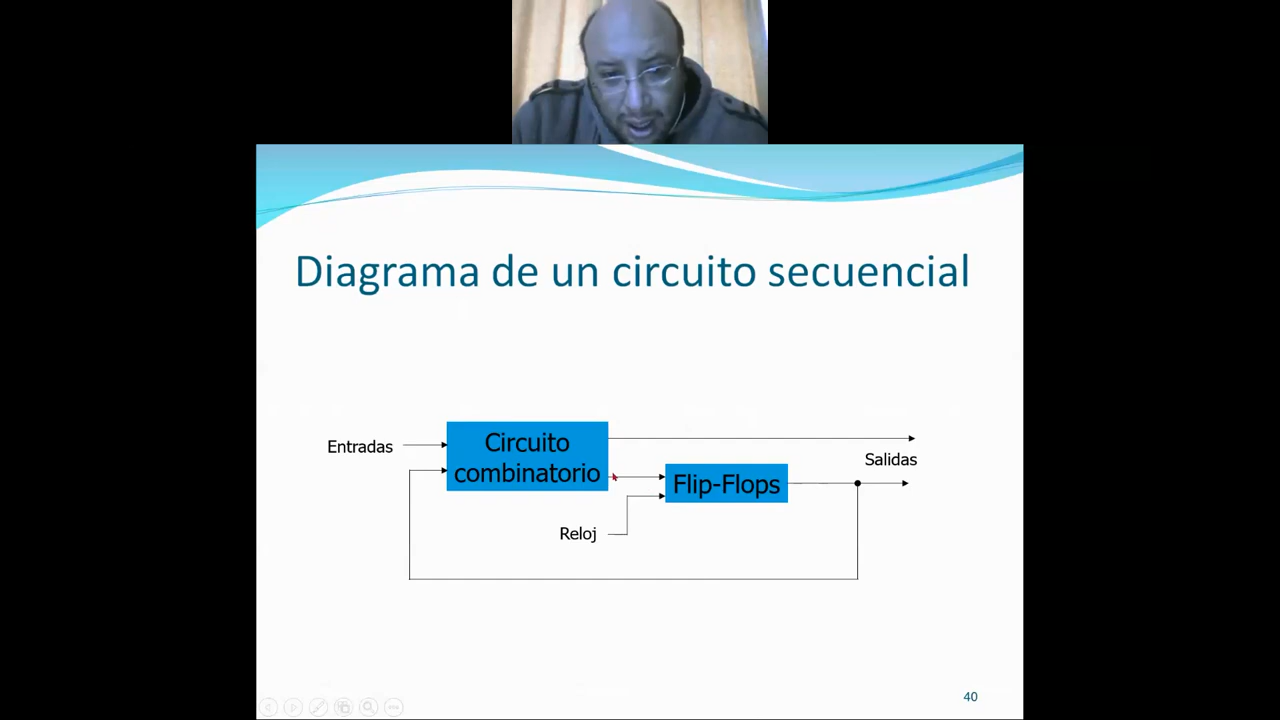 Diagrama de un circuito secuencial
Entradas
Circuito
combinatorio
Salidas
Flip-Flops
Reloj
40